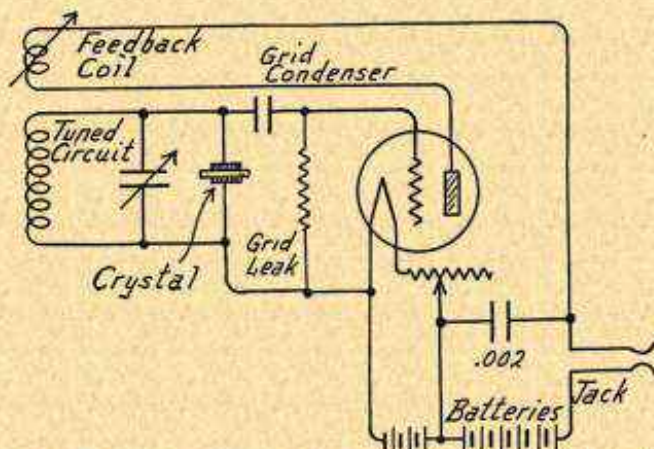 Feedback
Coil
Grid
Condenser
Tuned
Circuit
Crystal
Grid
Leak
.002
Jack
Batteries